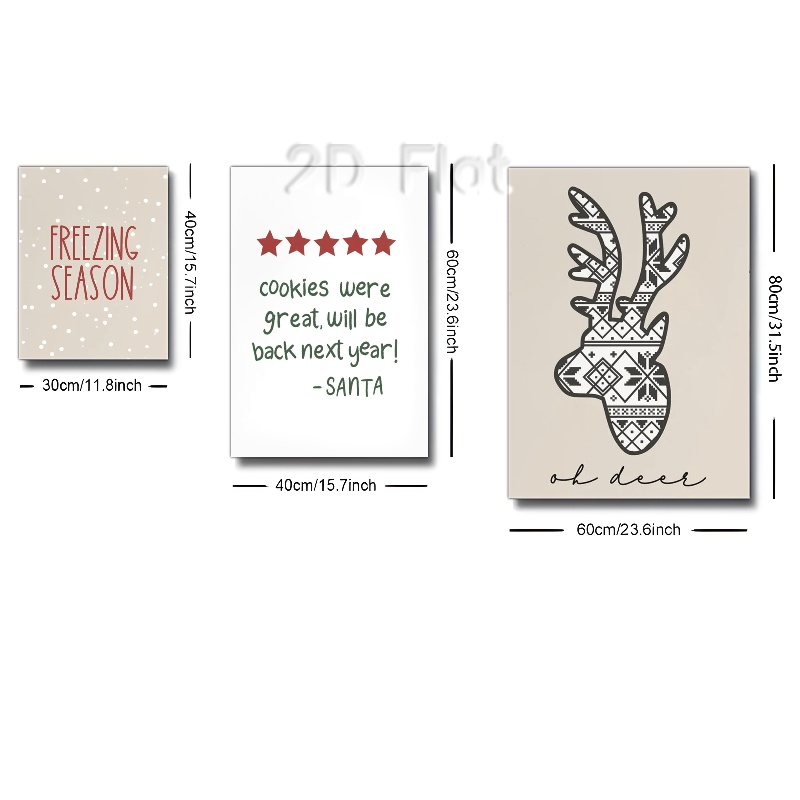 2D Flat
FREEZING
SEASON
40cm/15.7inch
30cm/11.8inch
cookies were
great, will be
back next year!
-SANTA
60cm/23.6inch
40cm/15.7inch
oh deer
80cm/31.5inch
60cm/23.6inch